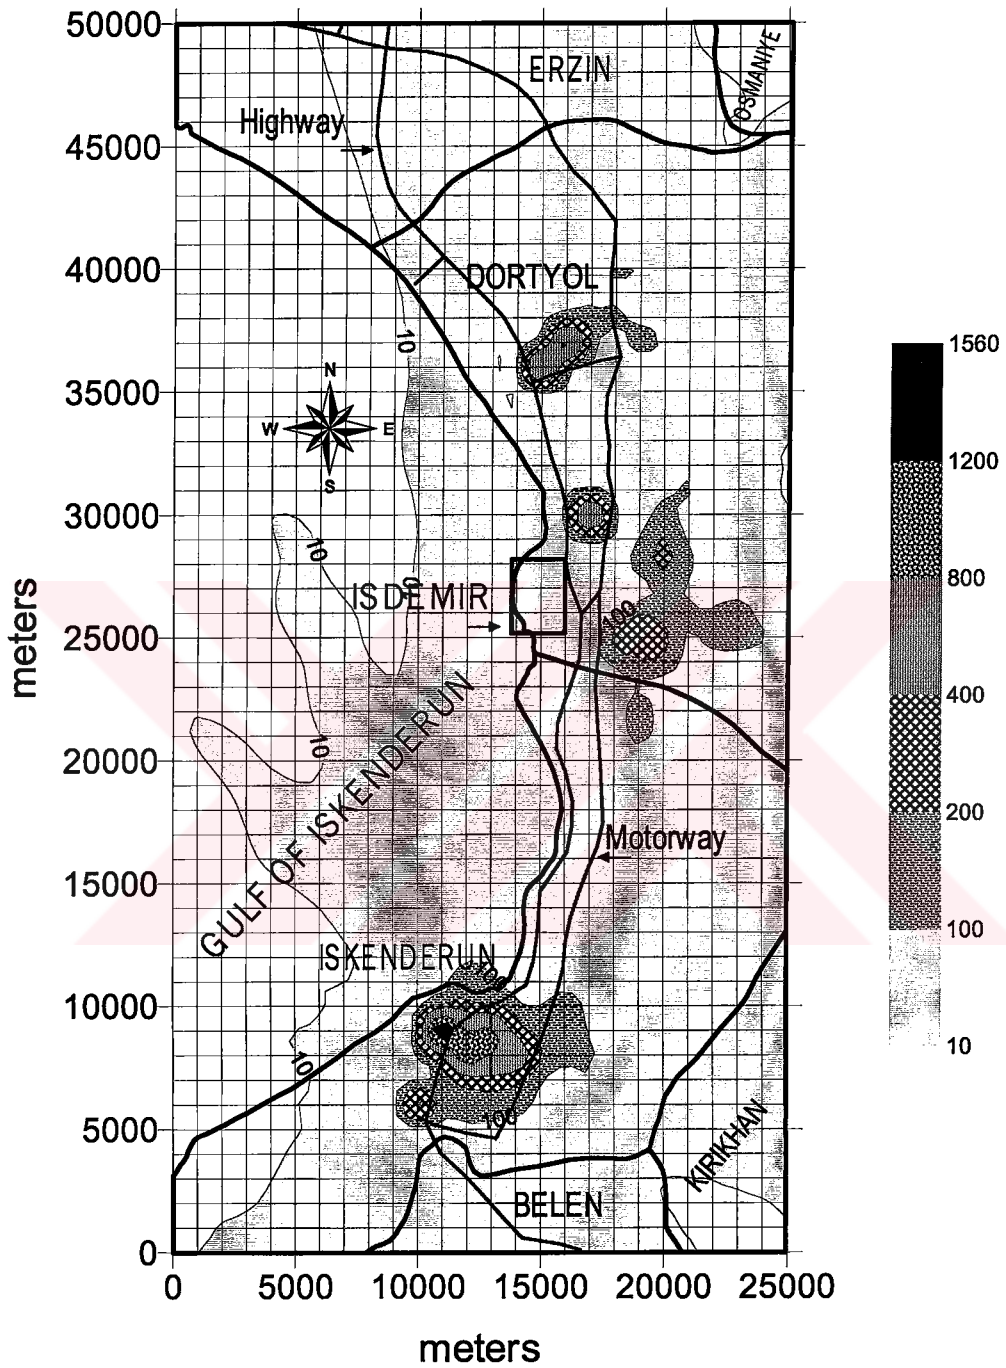 50000
45000
40000
35000
30000
25000
20000
15000
10000
5000
0
meters
0
5000
10000
15000
20000
25000
meters
ERZIN
OSMANIYE
Highway
DORTYOL
10
N
W
E
S
10
ISDEMIR
10
100
GULF OF ISKENDERUN
10
Motorway
ISKENDERUN
100
10
100
KIRIKHAN
BELEN
1560
1200
800
400
200
100
10